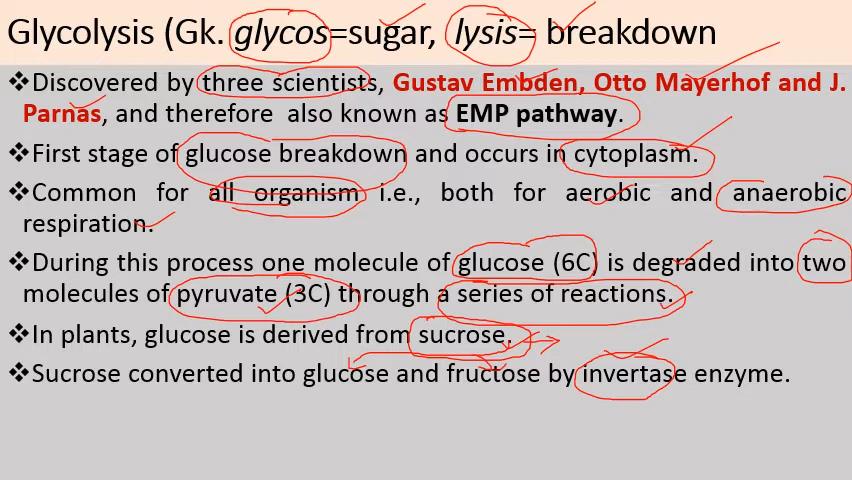 Glycolysis (Gk. glycos=sugar, lysis= breakdown
❖Discovered by three scientists, Gustav Embden, Otto Mayerhof and J.
Parnas, and therefore also known as EMP pathway.
❖First stage of glucose breakdown and occurs in cytoplasm.
❖Common for all organism i.e., both for aerobic and anaerobic
respiration.
❖During this process one molecule of glucose (6C) is degraded into two
molecules of pyruvate (3C) through a series of reactions.
❖In plants, glucose is derived from sucrose.
❖Sucrose converted into glucose and fructose by invertase enzyme.